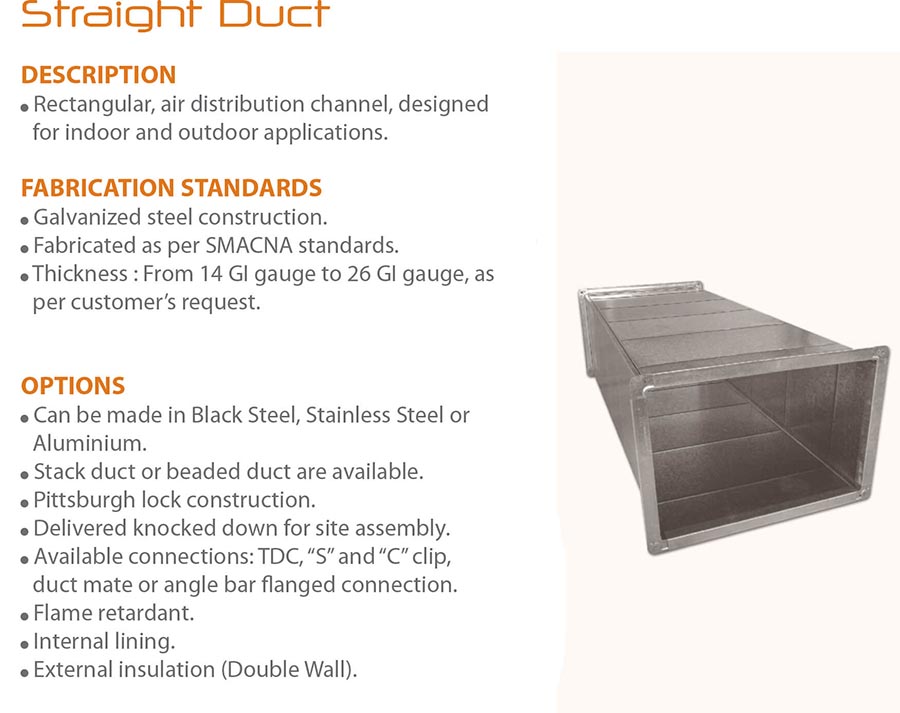 Straight Duct
DESCRIPTION
• Rectangular, air distribution channel, designed
for indoor and outdoor applications.
FABRICATION STANDARDS
• Galvanized steel construction.
• Fabricated as per SMACNA standards.
• Thickness : From 14 GI gauge to 26 GI gauge, as
per customer’s request.
OPTIONS
• Can be made in Black Steel, Stainless Steel or
Aluminium.
• Stack duct or beaded duct are available.
• Pittsburgh lock construction.
• Delivered knocked down for site assembly.
• Available connections: TDC, “S” and “C” clip,
duct mate or angle bar flanged connection.
• Flame retardant.
• Internal lining.
• External insulation (Double Wall).